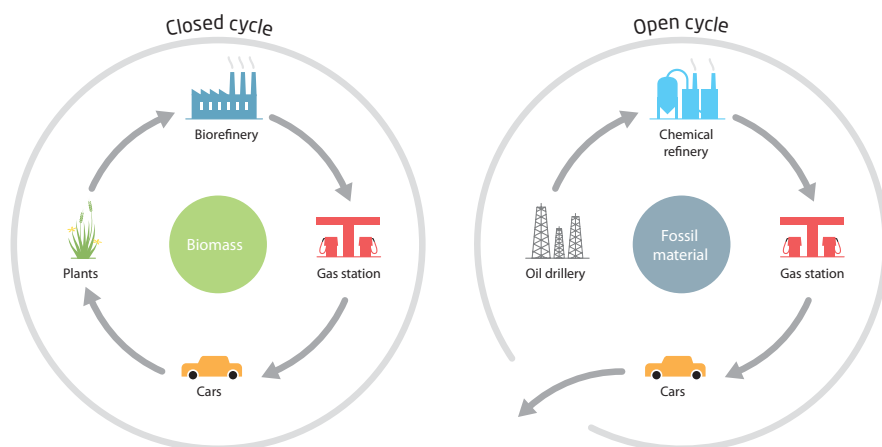 Closed cycle
Biorefinery
Biomass
Plants
Gas station
Cars
Open cycle
Chemical
refinery
Fossil
material
Oil drillery
Gas station
Cars